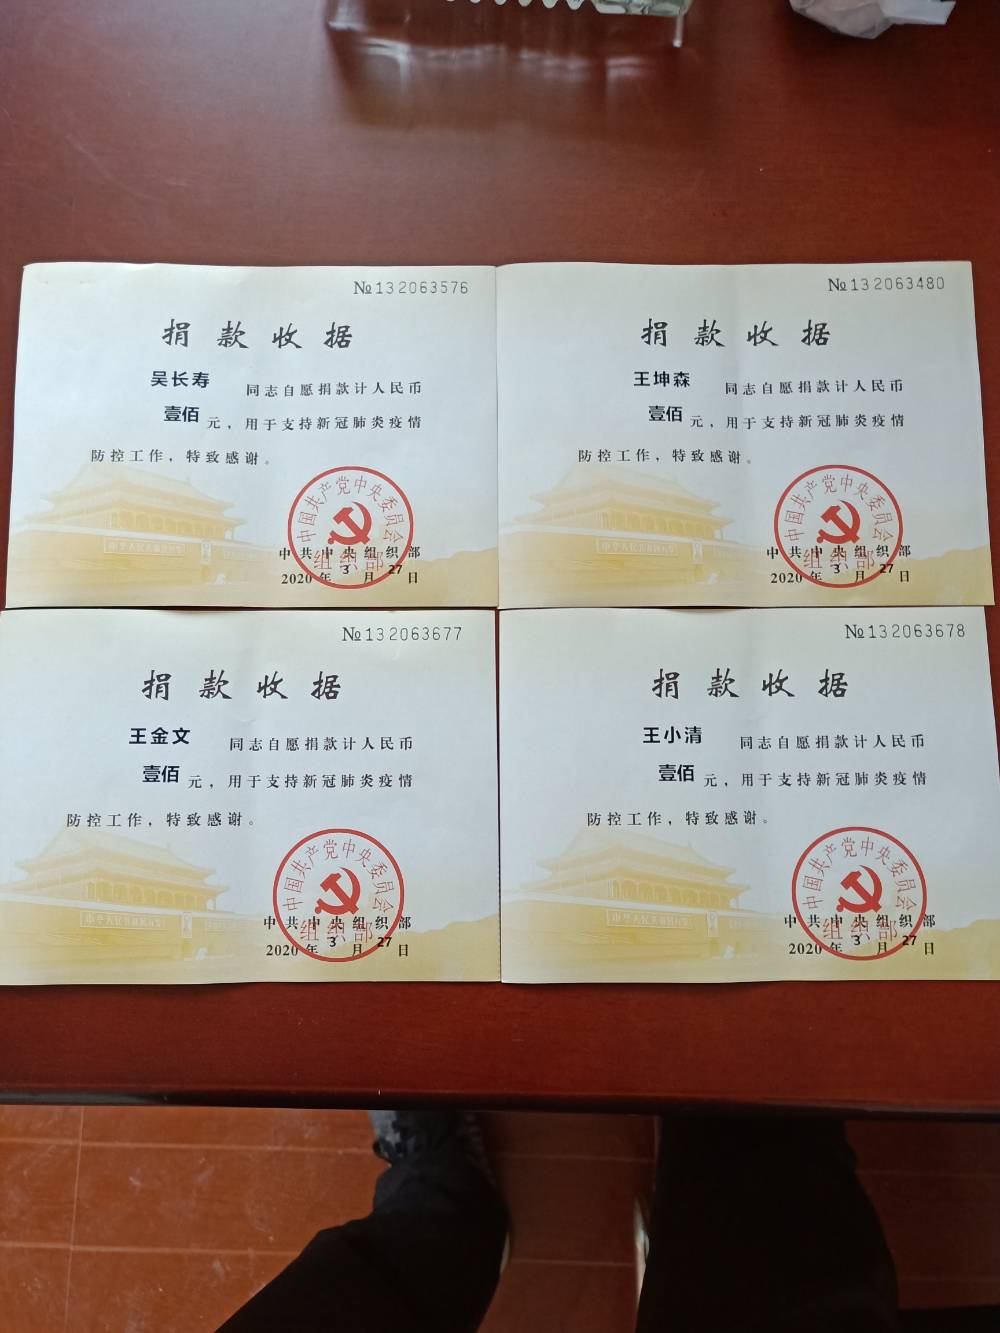 №132063576
捐款收据
吴长寿 同志自愿捐款计人民币
壹佰 元，用于支持新冠肺炎疫情
防控工作，特致感谢。
中国共产党中央委员会
组织部
中共中央组织部
2020年3月27日
№132063480
捐款收据
王坤森 同志自愿捐款计人民币
壹佰 元，用于支持新冠肺炎疫情
防控工作，特致感谢。
中国共产党中央委员会
组织部
中共中央组织部
2020年3月27日
№132063677
捐款收据
王金文 同志自愿捐款计人民币
壹佰 元，用于支持新冠肺炎疫情
防控工作，特致感谢。
中国共产党中央委员会
组织部
中共中央组织部
2020年3月27日
№132063678
捐款收据
王小清 同志自愿捐款计人民币
壹佰 元，用于支持新冠肺炎疫情
防控工作，特致感谢。
中国共产党中央委员会
组织部
中共中央组织部
2020年3月27日